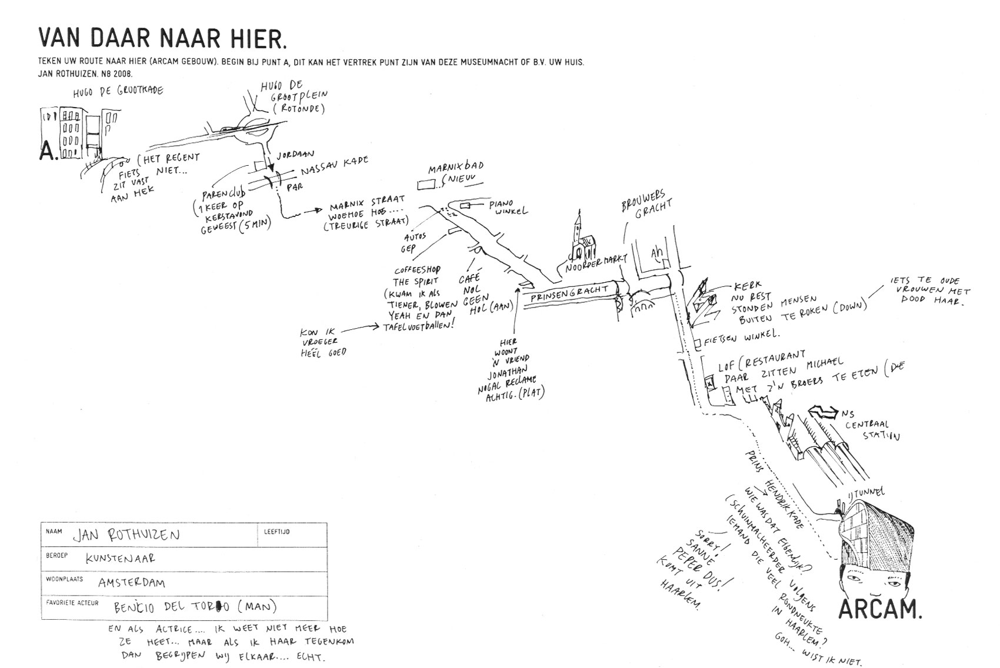 VAN DAAR NAAR HIER.
TEKEN UW ROUTE NAAR HIER (ARCAM GEBOUW). BEGIN BIJ PUNT A, DIT KAN HET VERTREK PUNT ZIJN VAN DEZE MUSEUMNACHT OF B.V. UW HUIS.
JAN ROTHUIZEN. N8 2008.
HUGO DE GROOTKADE
A.
HUGO DE
GROOTPLEIN
(ROTONDE)
(HET REGENT
NIET...
FIETS
ZIT VAST
AAN HEK
JORDAAN
NASSAU KADE
PAR
PARENCLUB
(1 KEER OP
KERSTAVOND
GEWEEST (5 MIN)
MARNIX STRAAT
WOEHOE HOE....
(TREURIGE STRAAT)
MARNIXBAD
(NIEUW
PIANO
WINKEL
AUTOS
GEP
COFFEESHOP
THE SPIRIT
(KWAM IK ALS
TIENER, BLOWEN
YEAH EN DAN
TAFELVOETBALLEN!
KON IK
VROEGER
HÉÉL GOED
CAFÉ
NOL
GEEN
HOL (AAN)
HIER
WOONT
'N VRIEND
JONATHAN
NOGAL RECLAME
ACHTIG. (PLAT)
PRINSENGRACHT
NOORDERMARKT
BROUWERS
GRACHT
AH
KERK
NU REST
STONDEN MENSEN
BUITEN TE ROKEN (DOWN)
IETS TE OUDE
VROUWEN MET
DOOD HAAR.
FIETSEN WINKEL.
LOF (RESTAURANT
DAAR ZITTEN MICHAEL
MET Z'N BROERS TE ETEN (DE
NS
CENTRAAL
STATION
PRINS HENDRIK KADE
IJTUNNEL
WIE WAS DAT EIGENLIJK?
(SCHUINMACHEERDER VOLGENS
IEMAND DIE VEEL RONDNEUKTE
IN HAARLEM?
GOH... WIST IK NIET.
SORRY!
SANNE
PEPER DUS!
KOMT UIT
HAARLEM.
ARCAM.
NAAM JAN ROTHUIZEN LEEFTIJD
BEROEP KUNSTENAAR
WOONPLAATS AMSTERDAM
FAVORIETE ACTEUR BENICIO DEL TORO (MAN)
EN ALS ACTRICE.... IK WEET NIET MEER HOE
ZE HEET... MAAR ALS IK HAAR TEGENKOM
DAN BEGRIJPEN WIJ ELKAAR.... ECHT.